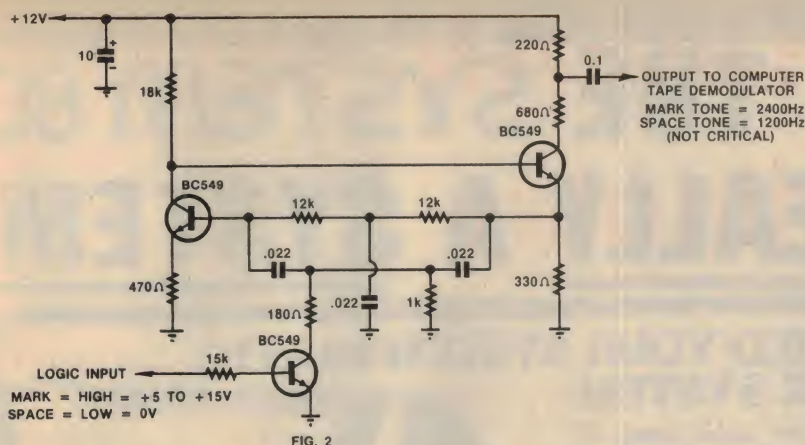 +12V
10
+
-
18k
220Ω
0.1
OUTPUT TO COMPUTER
TAPE DEMODULATOR
MARK TONE = 2400Hz
SPACE TONE = 1200Hz
(NOT CRITICAL)
680Ω
BC549
BC549
12k
12k
.022
.022
470Ω
180Ω
.022
1k
330Ω
BC549
15k
LOGIC INPUT
MARK = HIGH = +5 TO +15V
SPACE = LOW = 0V
FIG. 2